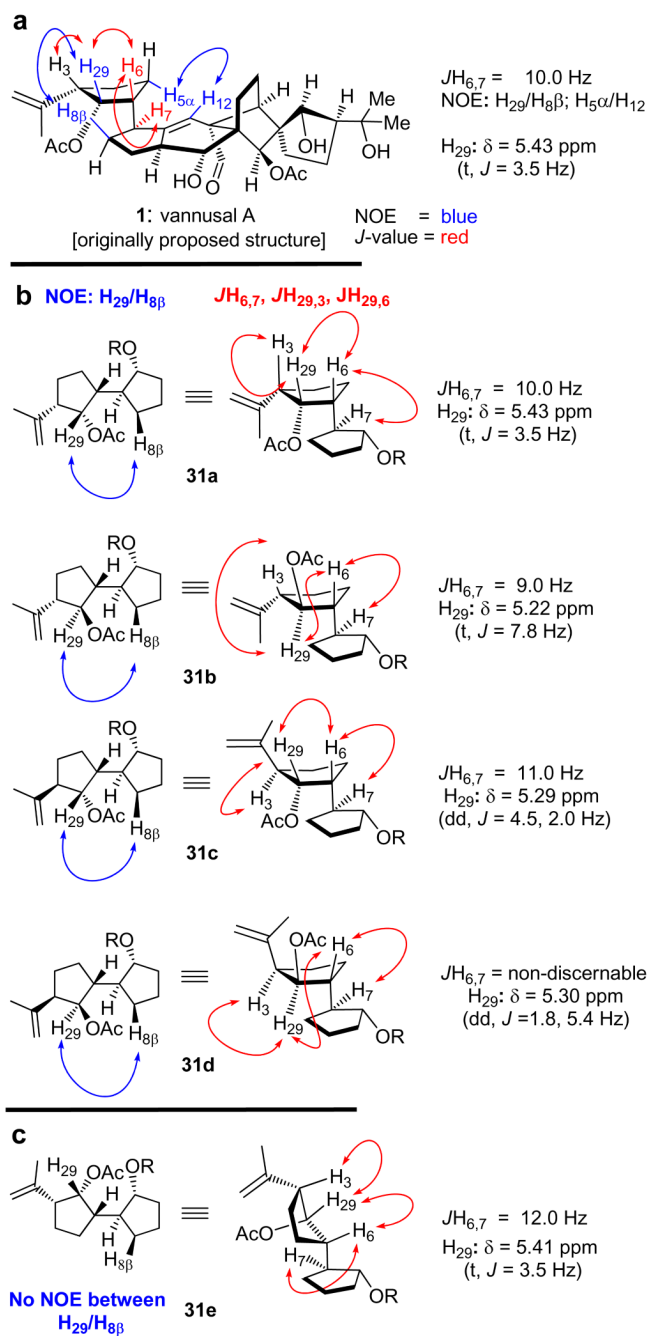 a
H3
H29
H6
H
H5α
H12
H
H8β
H7
AcO
H
H
HO
O
H
H
OAc
HO
H
Me
Me
OH
JH6,7 = 10.0 Hz
NOE: H29/H8β; H5α/H12
H29: δ = 5.43 ppm
(t, J = 3.5 Hz)
1: vannusal A
[originally proposed structure]
NOE = blue
J-value = red
b NOE: H29/H8β JH6,7, JH29,3, JH29,6
RO
H
H
H29
OAc
H8β
H3
H29
H6
H7
AcO
OR
31a
JH6,7 = 10.0 Hz
H29: δ = 5.43 ppm
(t, J = 3.5 Hz)
RO
H
H
H29
OAc
H8β
OAc
H3
H6
H7
H29
OR
31b
JH6,7 = 9.0 Hz
H29: δ = 5.22 ppm
(t, J = 7.8 Hz)
RO
H
H
H29
OAc
H8β
H29
H6
H3
H7
AcO
OR
31c
JH6,7 = 11.0 Hz
H29: δ = 5.29 ppm
(dd, J = 4.5, 2.0 Hz)
RO
H
H
H29
OAc
H8β
OAc
H6
H3
H7
H29
OR
31d
JH6,7 = non-discernable
H29: δ = 5.30 ppm
(dd, J =1.8, 5.4 Hz)
c
H29
AcO
OR
H
H
H8β
No NOE between
H29/H8β
H3
H29
AcO
H6
H7
OR
31e
JH6,7 = 12.0 Hz
H29: δ = 5.41 ppm
(t, J = 3.5 Hz)